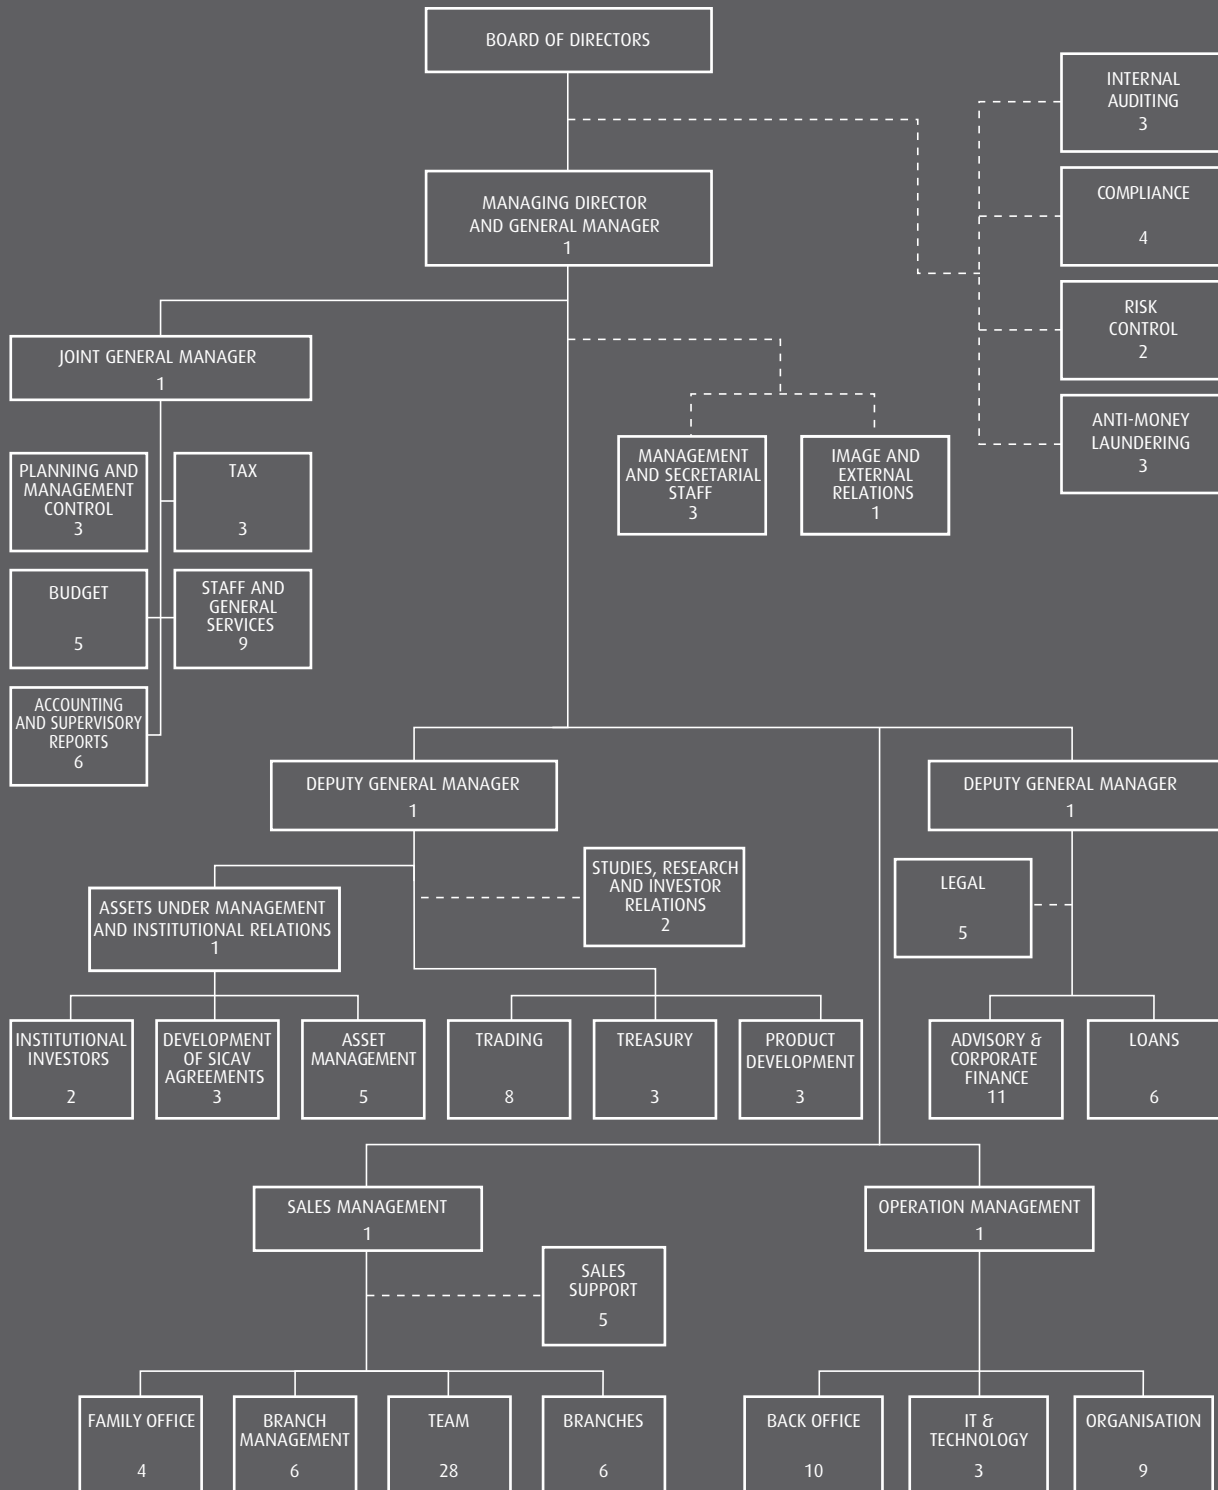 BOARD OF DIRECTORS
INTERNAL
AUDITING
3
COMPLIANCE
4
MANAGING DIRECTOR
AND GENERAL MANAGER
1
RISK
CONTROL
2
JOINT GENERAL MANAGER
1
ANTI-MONEY
LAUNDERING
3
MANAGEMENT
AND SECRETARIAL
STAFF
3
IMAGE AND
EXTERNAL
RELATIONS
1
PLANNING AND
MANAGEMENT
CONTROL
3
TAX
3
BUDGET
5
STAFF AND
GENERAL
SERVICES
9
ACCOUNTING
AND SUPERVISORY
REPORTS
6
DEPUTY GENERAL MANAGER
1
DEPUTY GENERAL MANAGER
1
STUDIES, RESEARCH
AND INVESTOR
RELATIONS
2
LEGAL
5
ASSETS UNDER MANAGEMENT
AND INSTITUTIONAL RELATIONS
1
INSTITUTIONAL
INVESTORS
2
DEVELOPMENT
OF SICAV
AGREEMENTS
3
ASSET
MANAGEMENT
5
TRADING
8
TREASURY
3
PRODUCT
DEVELOPMENT
3
ADVISORY &
CORPORATE
FINANCE
11
LOANS
6
SALES MANAGEMENT
1
OPERATION MANAGEMENT
1
SALES
SUPPORT
5
FAMILY OFFICE
4
BRANCH
MANAGEMENT
6
TEAM
28
BRANCHES
6
BACK OFFICE
10
IT &
TECHNOLOGY
3
ORGANISATION
9